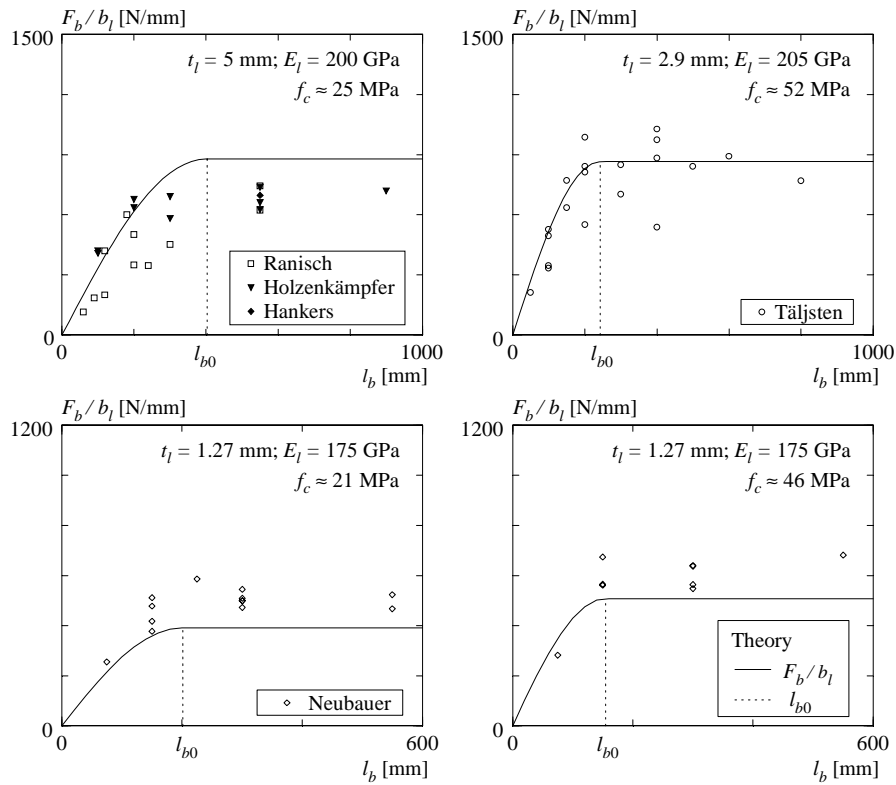 F_b / b_l [N/mm]
1500
t_l = 5 mm; E_l = 200 GPa
f_c ≈ 25 MPa
Ranisch
Holzenkämpfer
Hankers
0
0
l_b0
1000
l_b [mm]
F_b / b_l [N/mm]
1500
t_l = 2.9 mm; E_l = 205 GPa
f_c ≈ 52 MPa
Täljsten
0
0
l_b0
1000
l_b [mm]
F_b / b_l [N/mm]
1200
t_l = 1.27 mm; E_l = 175 GPa
f_c ≈ 21 MPa
Neubauer
0
0
l_b0
600
l_b [mm]
F_b / b_l [N/mm]
1200
t_l = 1.27 mm; E_l = 175 GPa
f_c ≈ 46 MPa
Theory
F_b / b_l
l_b0
0
0
l_b0
600
l_b [mm]